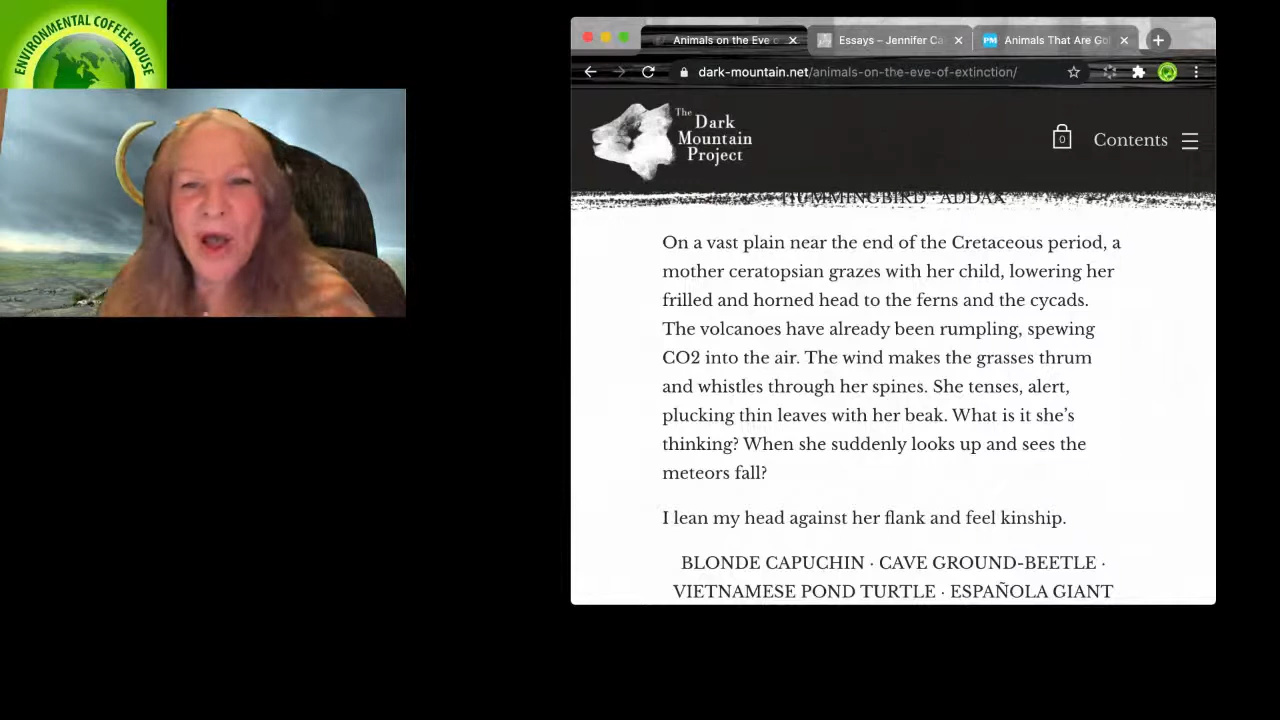 ENVIRONMENTAL COFFEE HOUSE
Animals on the Eve o
Essays – Jennifer Ca
Animals That Are Go
dark-mountain.net/animals-on-the-eve-of-extinction/
The
Dark
Mountain
Project
0
Contents
HUMMINGBIRD · ADDAX
On a vast plain near the end of the Cretaceous period, a
mother ceratopsian grazes with her child, lowering her
frilled and horned head to the ferns and the cycads.
The volcanoes have already been rumpling, spewing
CO2 into the air. The wind makes the grasses thrum
and whistles through her spines. She tenses, alert,
plucking thin leaves with her beak. What is it she's
thinking? When she suddenly looks up and sees the
meteors fall?
I lean my head against her flank and feel kinship.
BLONDE CAPUCHIN · CAVE GROUND-BEETLE ·
VIETNAMESE POND TURTLE · ESPAÑOLA GIANT